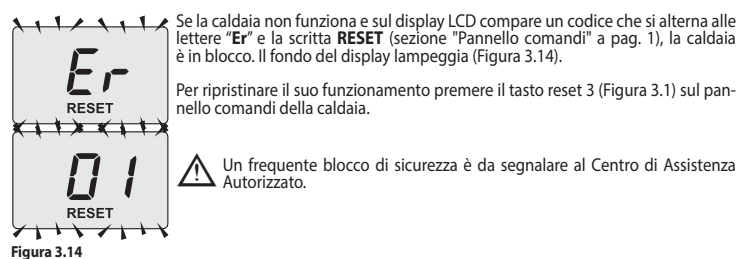 Er
RESET
01
RESET
Figura 3.14
Se la caldaia non funziona e sul display LCD compare un codice che si alterna alle
lettere “Er” e la scritta RESET (sezione "Pannello comandi" a pag. 1), la caldaia
è in blocco. Il fondo del display lampeggia (Figura 3.14).
Per ripristinare il suo funzionamento premere il tasto reset 3 (Figura 3.1) sul pan-
nello comandi della caldaia.
Un frequente blocco di sicurezza è da segnalare al Centro di Assistenza
Autorizzato.